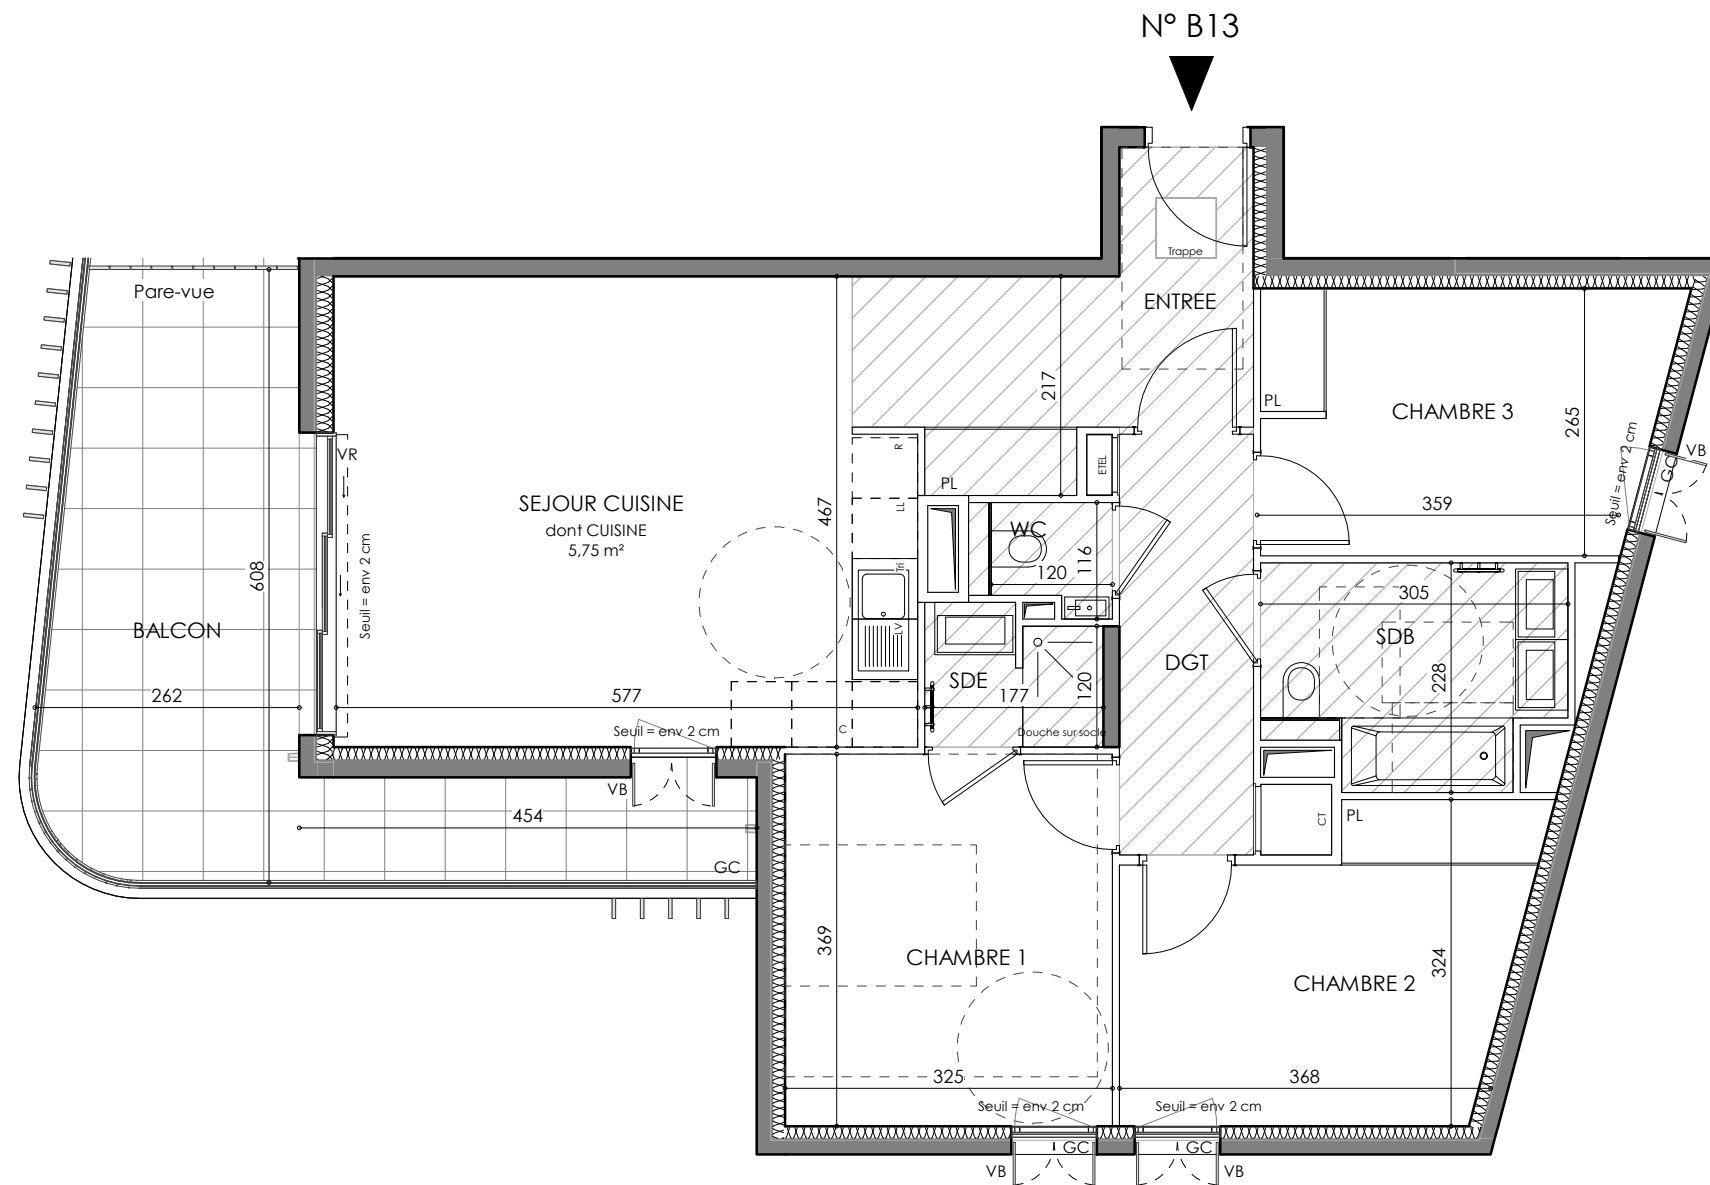 N° B13
Trappe
ENTREE
Pare-vue
217
PL
CHAMBRE 3
265
VR
R
ETEL
Seuil = env 2 cm
GC
VB
SEJOUR CUISINE
dont CUISINE
5,75 m²
467
PL
LL
359
WC
116
120
Seuil = env 2 cm
608
Tri
305
BALCON
LV
SDB
SDE
DGT
120
228
262
577
177
Seuil = env 2 cm
C
Douche sur socle
VB
454
CT
PL
GC
369
CHAMBRE 1
324
CHAMBRE 2
325
368
Seuil = env 2 cm
Seuil = env 2 cm
VB
GC
GC
VB